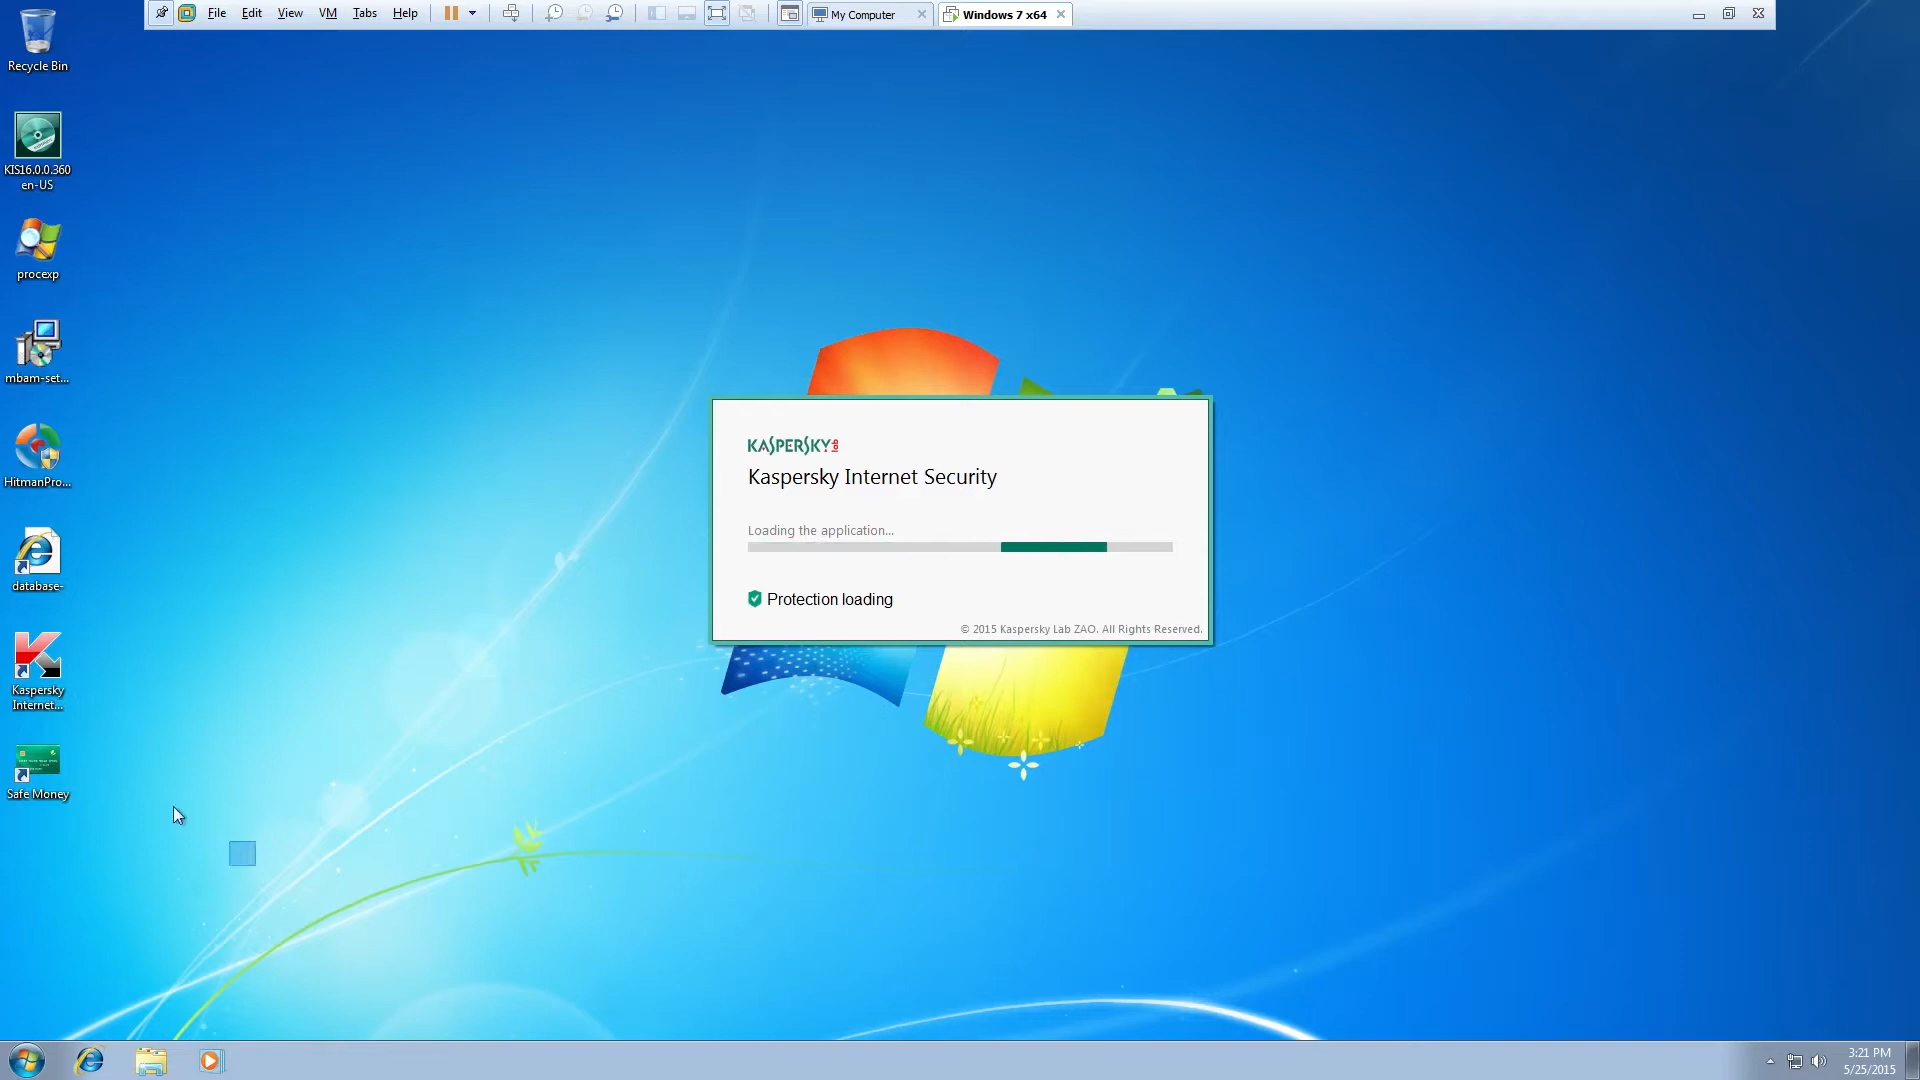 File Edit View VM Tabs Help My Computer Windows 7 x64
Recycle Bin
KIS16.0.0.360
en-US
procexp
mbam-set...
HitmanPro...
database-
Kaspersky
Internet...
Safe Money
KASPERSKY lab
Kaspersky Internet Security
Loading the application...
Protection loading
© 2015 Kaspersky Lab ZAO. All Rights Reserved.
3:21 PM
5/25/2015